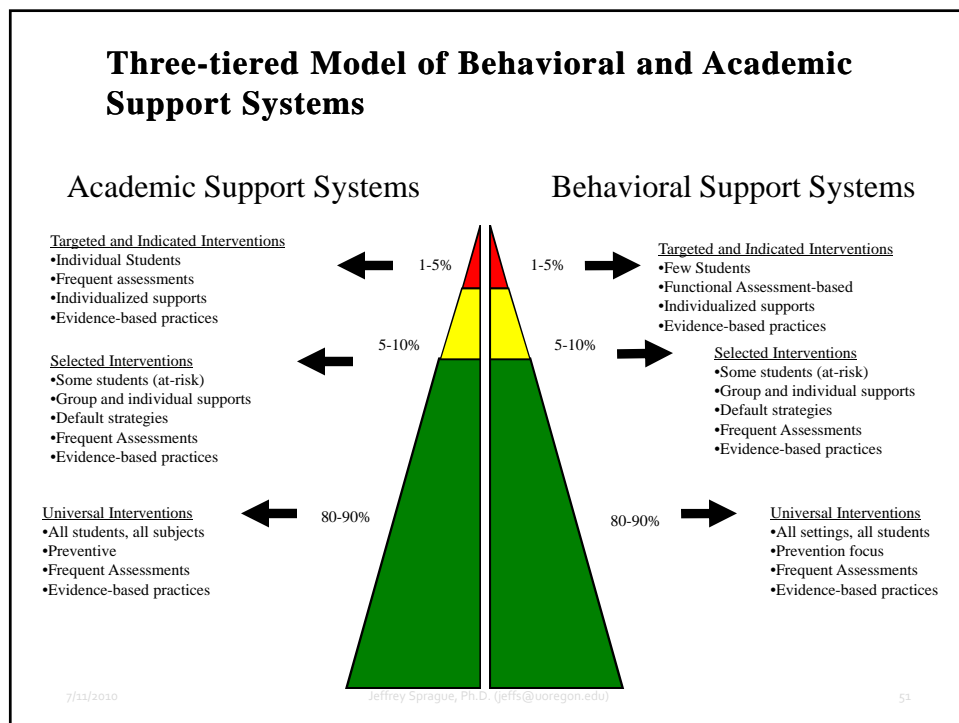 Three-tiered Model of Behavioral and Academic
Support Systems
Academic Support Systems
Behavioral Support Systems
Targeted and Indicated Interventions
•Individual Students
•Frequent assessments
•Individualized supports
•Evidence-based practices
1-5%
1-5%
Targeted and Indicated Interventions
•Few Students
•Functional Assessment-based
•Individualized supports
•Evidence-based practices
Selected Interventions
•Some students (at-risk)
•Group and individual supports
•Default strategies
•Frequent Assessments
•Evidence-based practices
5-10%
5-10%
Selected Interventions
•Some students (at-risk)
•Group and individual supports
•Default strategies
•Frequent Assessments
•Evidence-based practices
Universal Interventions
•All students, all subjects
•Preventive
•Frequent Assessments
•Evidence-based practices
80-90%
80-90%
Universal Interventions
•All settings, all students
•Prevention focus
•Frequent Assessments
•Evidence-based practices
7/11/2010
Jeffrey Sprague, Ph.D. (jeffs@uoregon.edu)
51